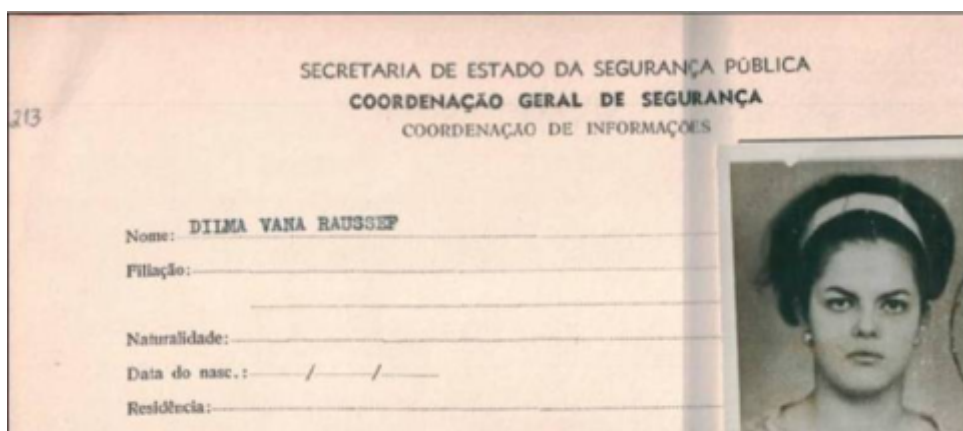 SECRETARIA DE ESTADO DA SEGURANÇA PÚBLICA
COORDENAÇÃO GERAL DE SEGURANÇA
COORDENAÇÃO DE INFORMAÇÕES
213
Nome: DILMA VANA RAUSSEF
Filiação:
Naturalidade:
Data do nasc.: / /
Residência: